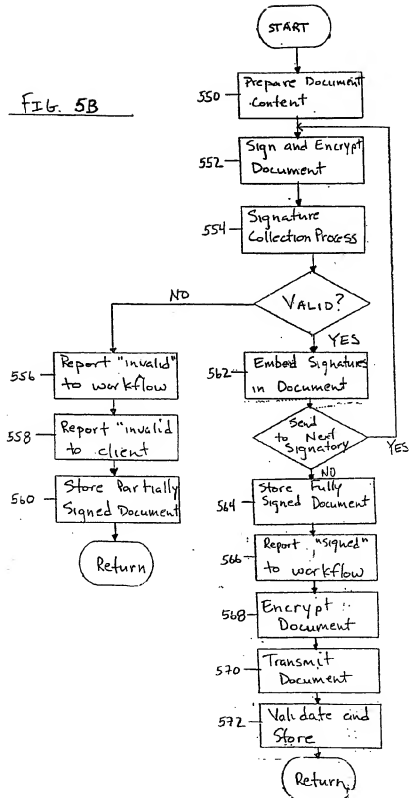 FIG. 5B
START
550
Prepare Document
Content
552
Sign and Encrypt
Document
554
Signature
Collection Process
VALID?
NO
YES
556
Report "invalid"
to workflow
558
Report "invalid
to client
560
Store Partially
Signed Document
Return
562
Embed Signatures
in Document
Send
to Next
Signatory
YES
NO
564
Store Fully
Signed Document
566
Report "Signed"
to workflow
568
Encrypt
Document
570
Transmit
Document
572
Validate and
Store
Return